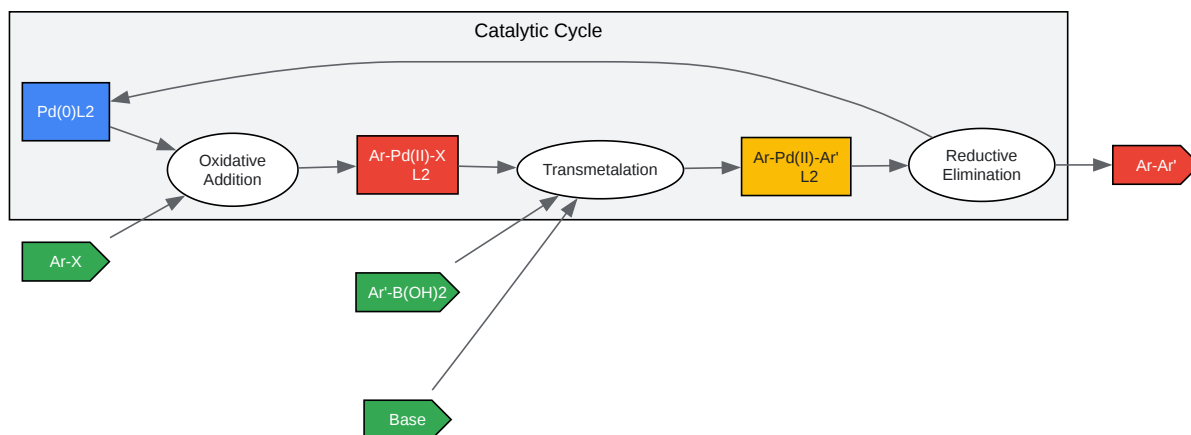 Catalytic Cycle
Pd(0)L2
Oxidative
Addition
Ar-Pd(II)-X
L2
Transmetalation
Ar-Pd(II)-Ar'
L2
Reductive
Elimination
Ar-Ar'
Ar-X
Ar'-B(OH)2
Base